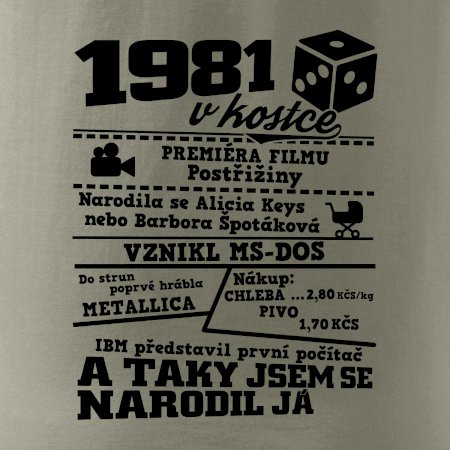 1981
v kostce
PREMIÉRA FILMU
Postřižiny
Narodila se Alicia Keys
nebo Barbora Špotáková
VZNIKL MS-DOS
Do strun
poprvé hrábla
METALLICA
Nákup:
CHLEBA ...2,80 KČS/kg
PIVO
1,70 KČS
IBM představil první počítač
A TAKY JSEM SE
NARODIL JÁ